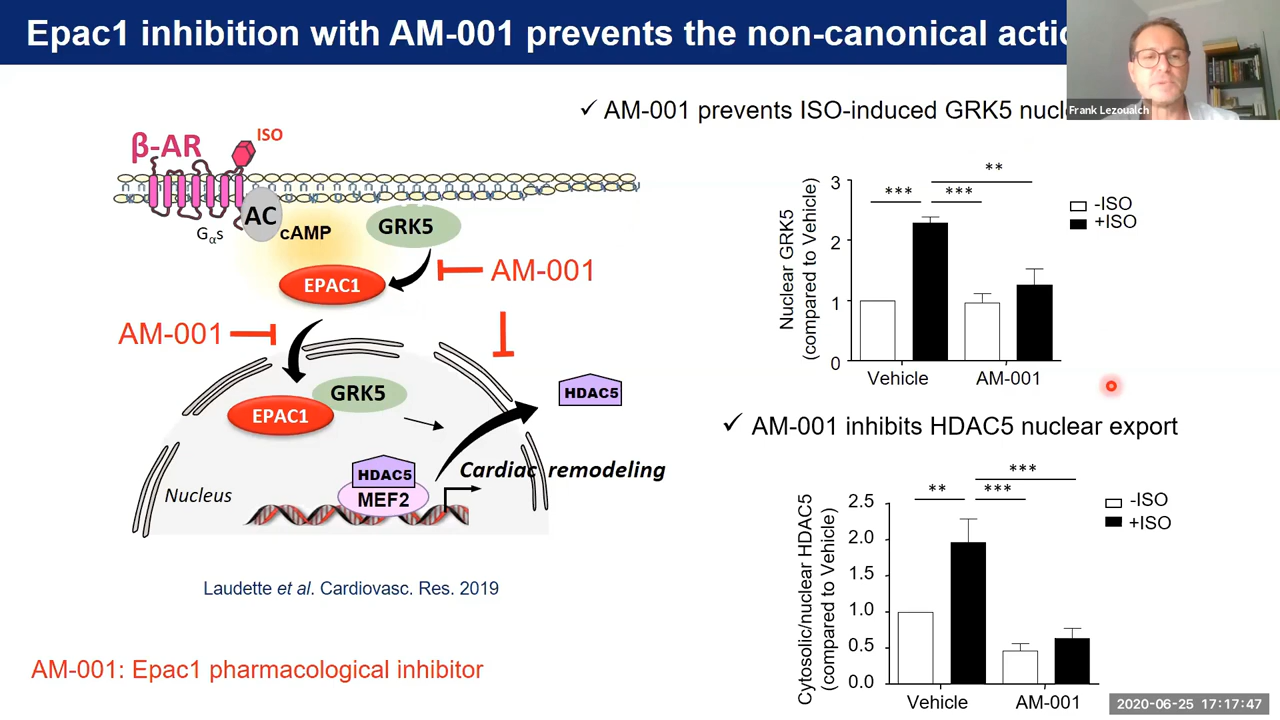 Epac1 inhibition with AM-001 prevents the non-canonical
Frank Lezoualch
✓ AM-001 prevents ISO-induced GRK5
β-AR
ISO
AC
Gαs
cAMP
GRK5
EPAC1
AM-001
AM-001
GRK5
EPAC1
HDAC5
HDAC5
MEF2
Cardiac remodeling
Nucleus
Laudette et al. Cardiovasc. Res. 2019
AM-001: Epac1 pharmacological inhibitor
Nuclear GRK5
(compared to Vehicle)
3
2
1
0
***
***
**
-ISO
+ISO
Vehicle
AM-001
✓ AM-001 inhibits HDAC5 nuclear export
Cytosolic/nuclear HDAC5
(compared to Vehicle)
2.5
2.0
1.5
1.0
0.5
0.0
**
***
***
-ISO
+ISO
Vehicle
AM-001
2020-06-25 17:17:47